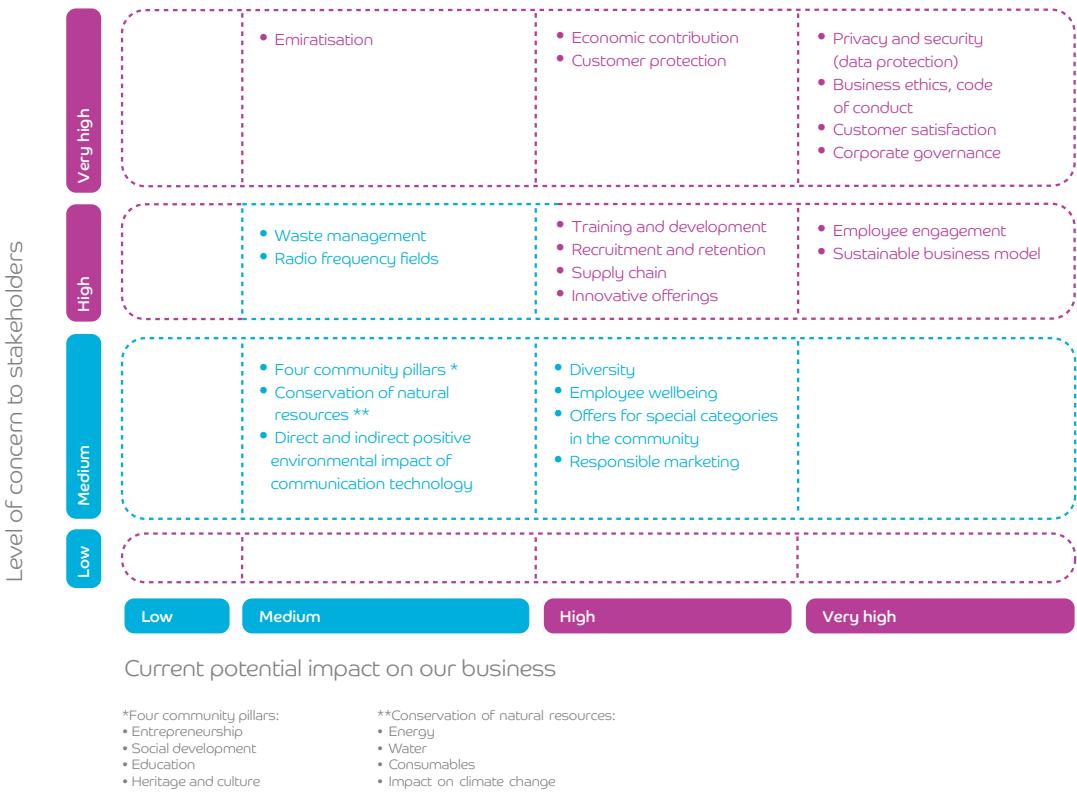 Level of concern to stakeholders
Very high
• Emiratisation
• Economic contribution
• Customer protection
• Privacy and security
(data protection)
• Business ethics, code
of conduct
• Customer satisfaction
• Corporate governance
High
• Waste management
• Radio frequency fields
• Training and development
• Recruitment and retention
• Supply chain
• Innovative offerings
• Employee engagement
• Sustainable business model
Medium
• Four community pillars *
• Conservation of natural
resources **
• Direct and indirect positive
environmental impact of
communication technology
• Diversity
• Employee wellbeing
• Offers for special categories
in the community
• Responsible marketing
Low
Low
Medium
High
Very high
Current potential impact on our business
*Four community pillars:
• Entrepreneurship
• Social development
• Education
• Heritage and culture
**Conservation of natural resources:
• Energy
• Water
• Consumables
• Impact on climate change